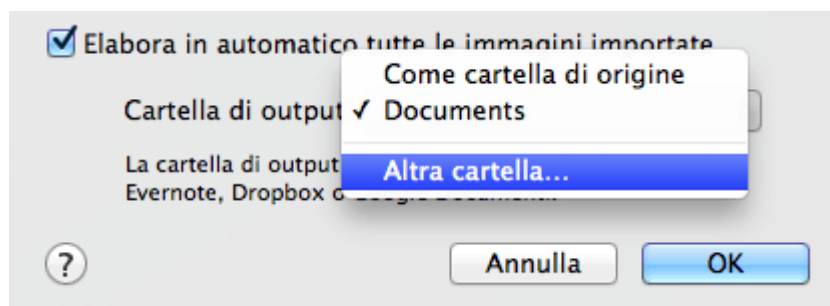 Elabora in automatico tutte le immagini importate
Come cartella di origine
Cartella di output
✓ Documents
La cartella di output
Altra cartella...
Evernote, Dropbox o
?
Annulla
OK